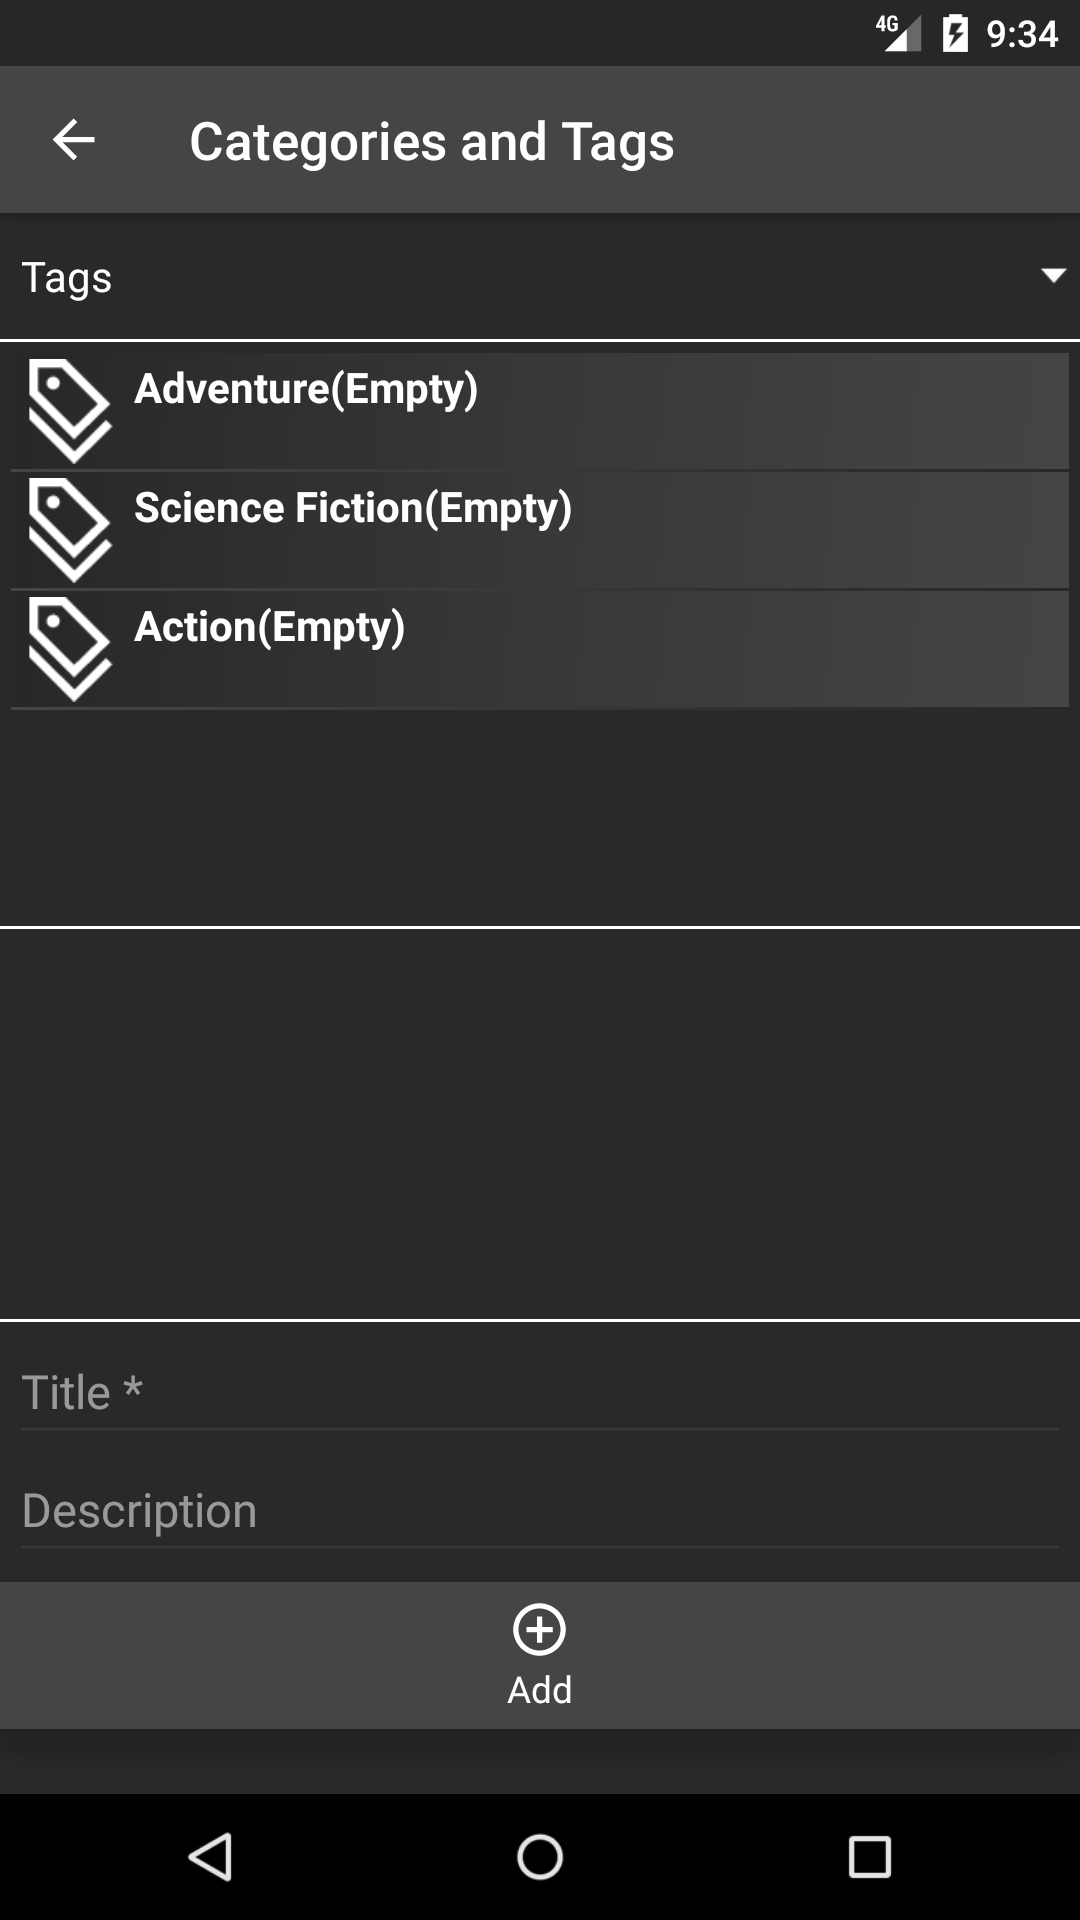 4G 9:34
Categories and Tags
Tags
Adventure(Empty)
Science Fiction(Empty)
Action(Empty)
Title *
Description
Add